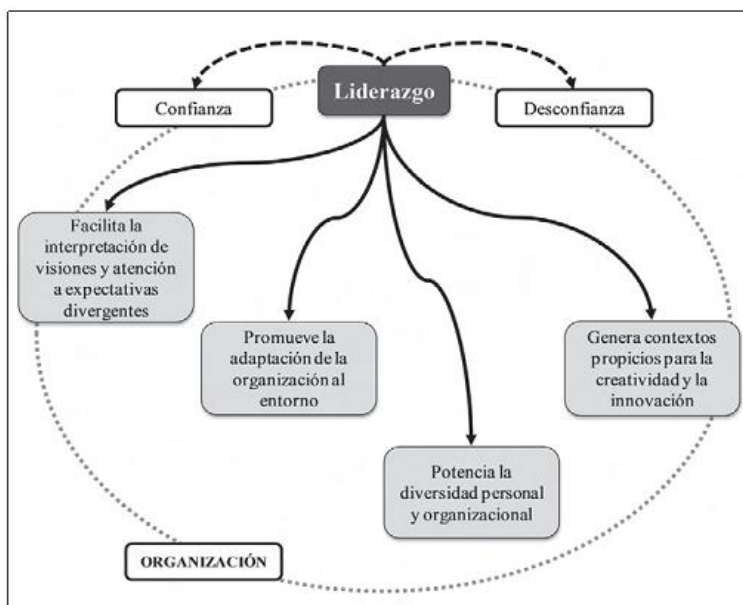 Liderazgo
Confianza
Desconfianza
Facilita la
interpretación de
visiones y atención
a expectativas
divergentes
Promueve la
adaptación de la
organización al
entorno
Genera contextos
propicios para la
creatividad y la
innovación
Potencia la
diversidad personal
y organizacional
ORGANIZACIÓN